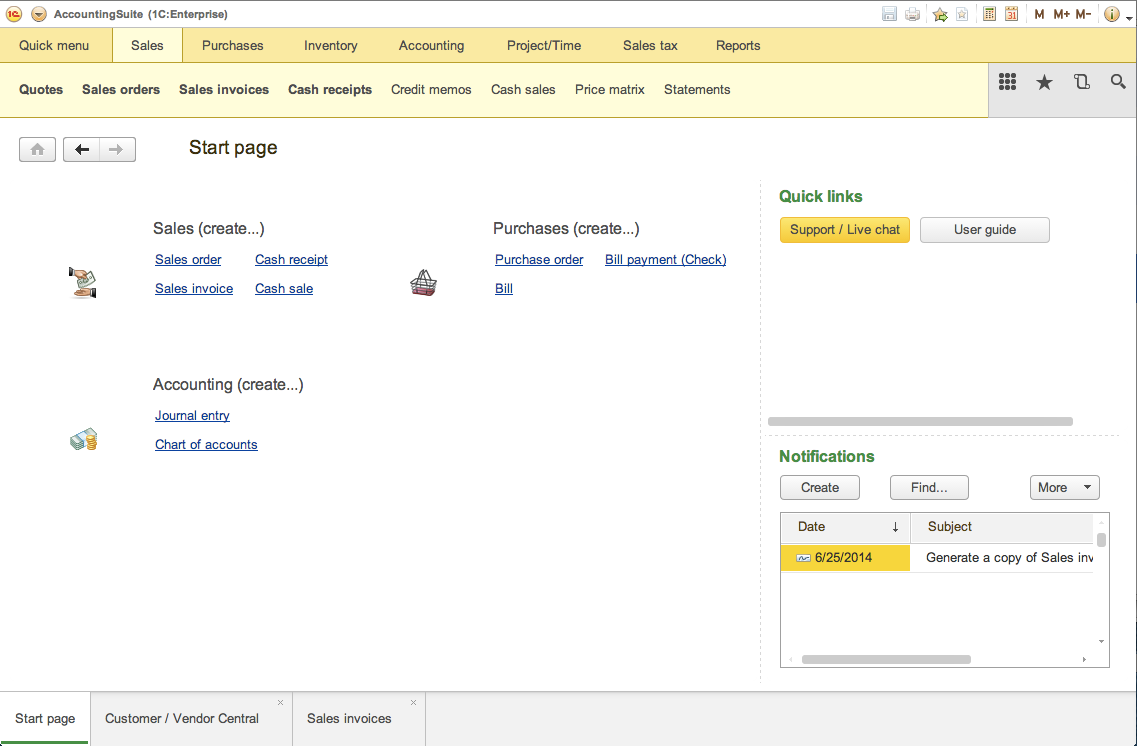 AccountingSuite (1C:Enterprise)
31 M M+ M-
Quick menu Sales Purchases Inventory Accounting Project/Time Sales tax Reports
Quotes Sales orders Sales invoices Cash receipts Credit memos Cash sales Price matrix Statements
Start page
Sales (create...)
Sales order Cash receipt
Sales invoice Cash sale
Purchases (create...)
Purchase order Bill payment (Check)
Bill
Accounting (create...)
Journal entry
Chart of accounts
Quick links
Support / Live chat User guide
Notifications
Create Find... More
Date Subject
6/25/2014 Generate a copy of Sales inv
Start page Customer / Vendor Central Sales invoices